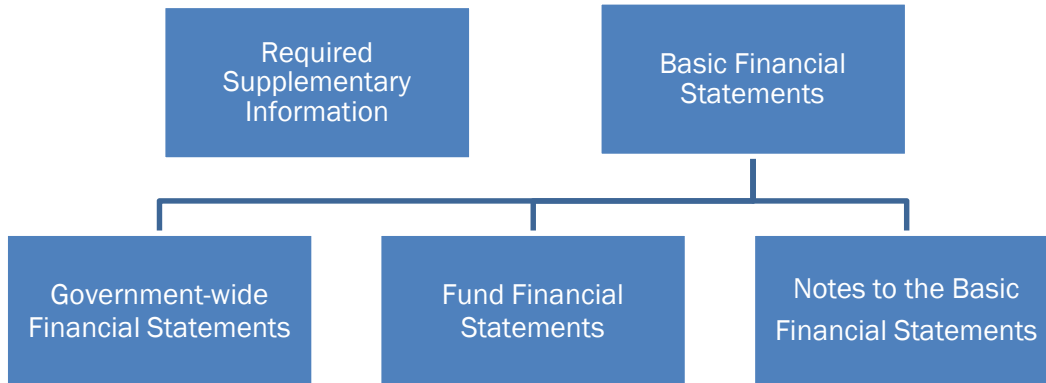 Required
Supplementary
Information
Basic Financial
Statements
Government-wide
Financial Statements
Fund Financial
Statements
Notes to the Basic
Financial Statements